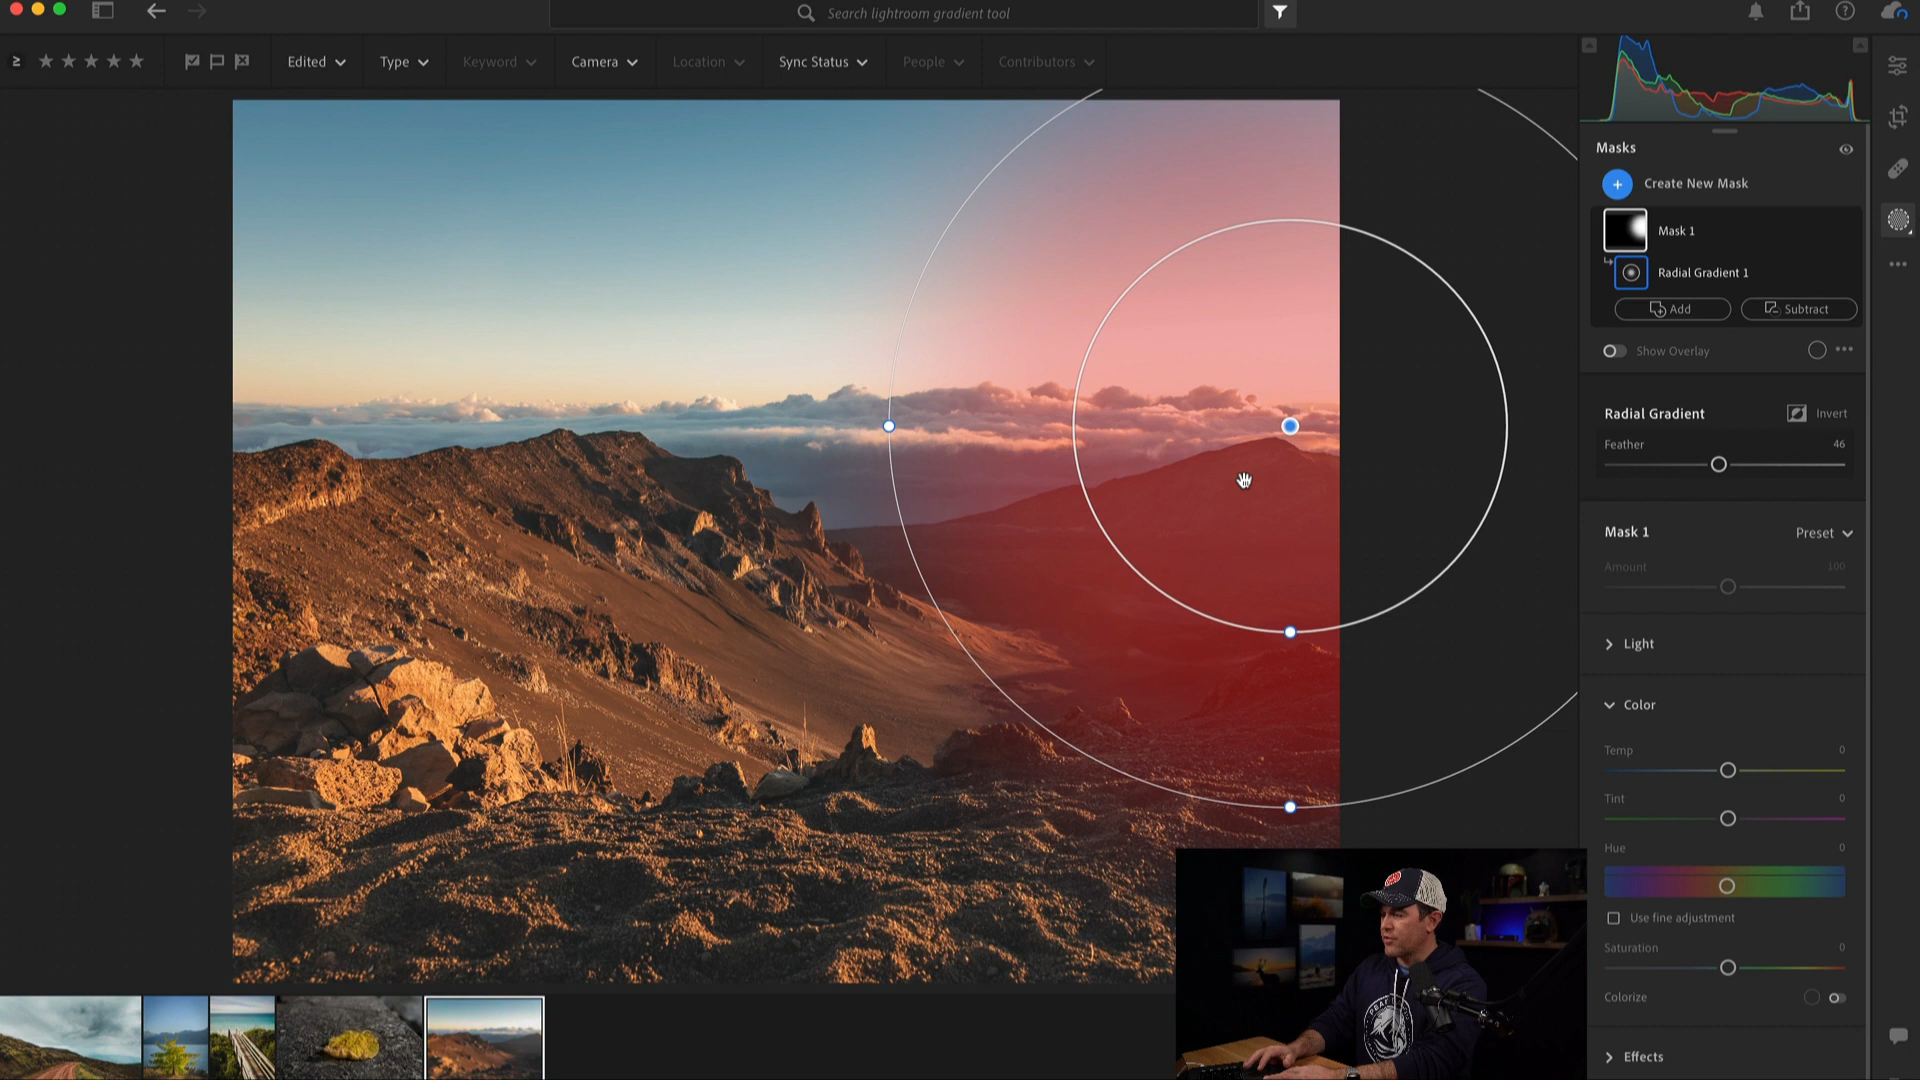 Search lightroom gradient tool
≥
Edited
Type
Keyword
Camera
Location
Sync Status
People
Contributors
Masks
Create New Mask
Mask 1
Radial Gradient 1
Add
Subtract
Show Overlay
Radial Gradient
Invert
Feather 46
Mask 1
Preset
Amount 100
Light
Color
Temp 0
Tint 0
Hue 0
Use fine adjustment
Saturation 0
Colorize
Effects